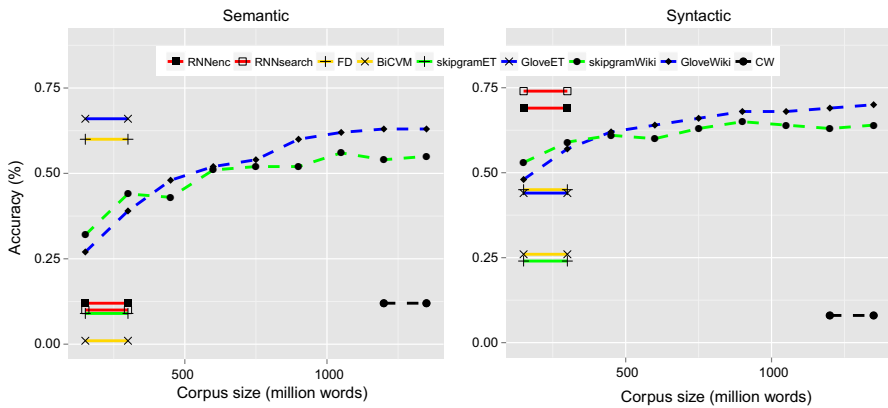 Semantic
Syntactic
RNNenc RNNsearch FD BiCVM skipgramET GloveET skipgramWiki GloveWiki CW
Accuracy (%)
0.75
0.50
0.25
0.00
500
1000
Corpus size (million words)
0.75
0.50
0.25
0.00
500
1000
Corpus size (million words)